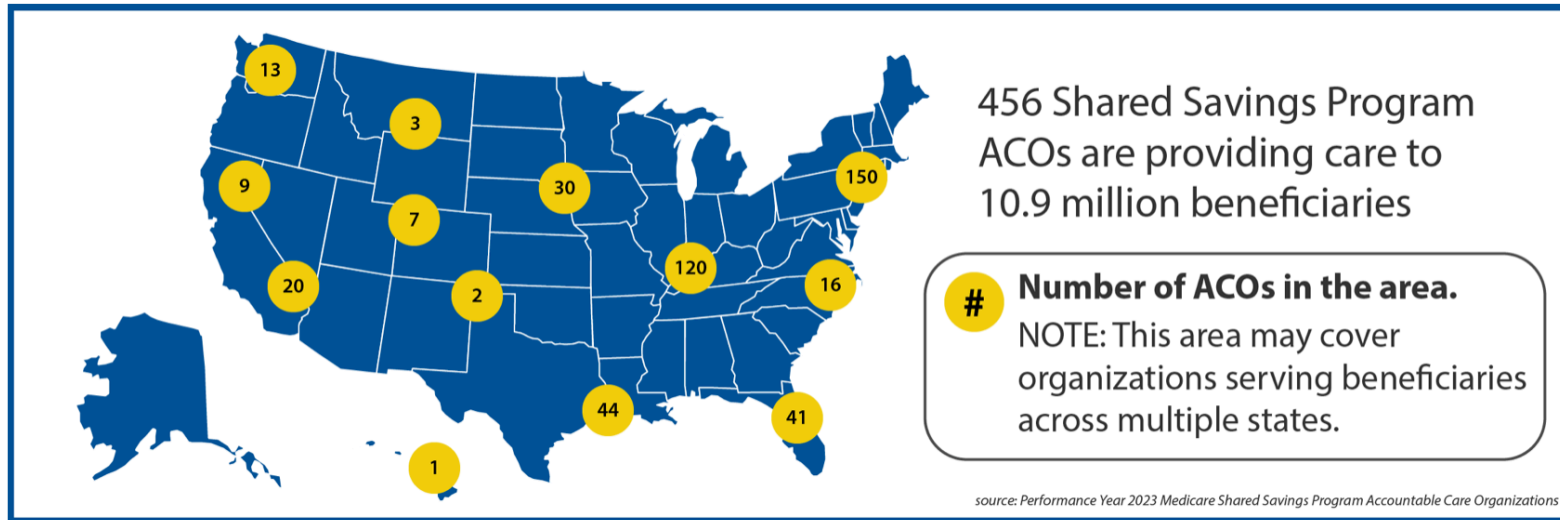 13
3
9
7
30
150
20
2
120
16
44
41
1
456 Shared Savings Program
ACOs are providing care to
10.9 million beneficiaries
# Number of ACOs in the area.
NOTE: This area may cover
organizations serving beneficiaries
across multiple states.
source: Performance Year 2023 Medicare Shared Savings Program Accountable Care Organizations